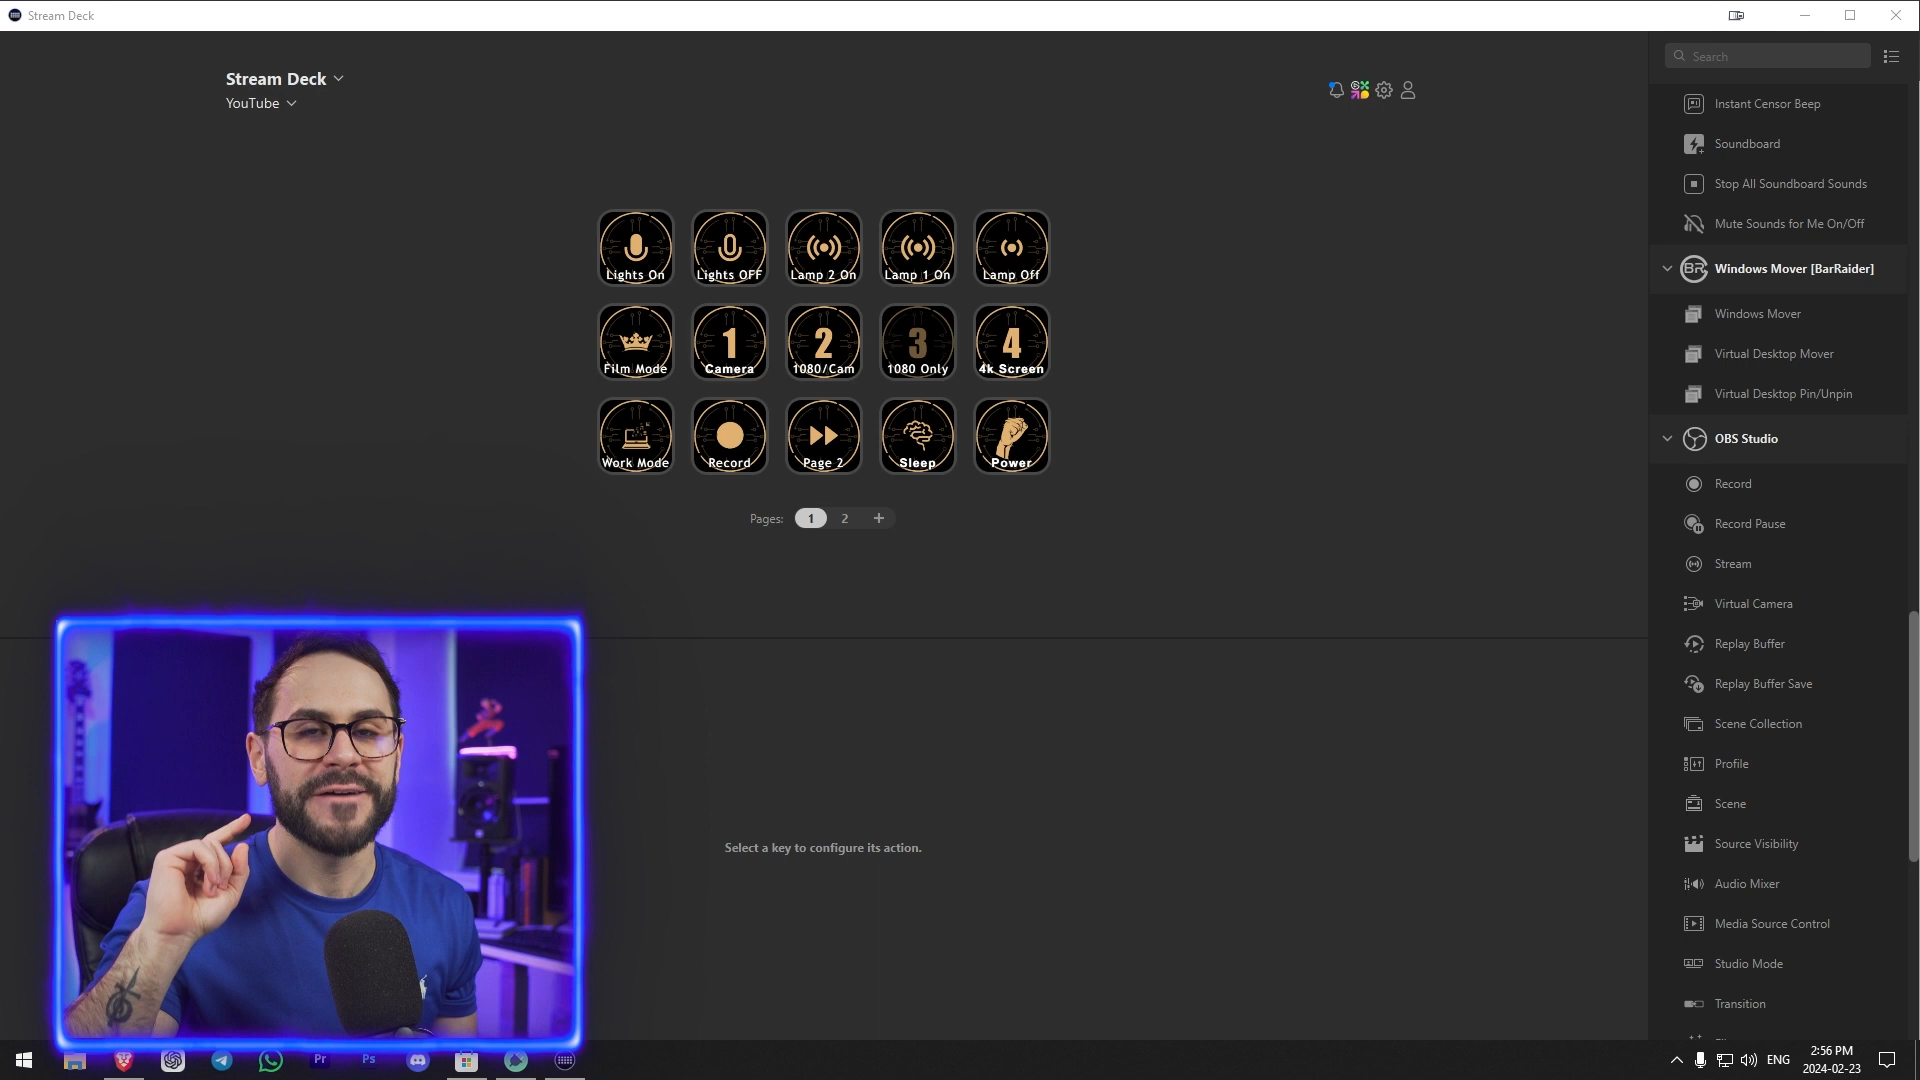 Stream Deck
Stream Deck
YouTube
Search
Instant Censor Beep
Soundboard
Stop All Soundboard Sounds
Mute Sounds for Me On/Off
BR
Windows Mover [BarRaider]
Windows Mover
Virtual Desktop Mover
Virtual Desktop Pin/Unpin
OBS Studio
Record
Record Pause
Stream
Virtual Camera
Replay Buffer
Replay Buffer Save
Scene Collection
Profile
Scene
Source Visibility
Audio Mixer
Media Source Control
Studio Mode
Transition
Lights On
Lights OFF
Lamp 2 On
Lamp 1 On
Lamp Off
Film Mode
1
Camera
2
1080/Cam
3
1080 Only
4
4k Screen
Work Mode
Record
Page 2
Sleep
Power
Pages:
1
2
+
Select a key to configure its action.
Pr
Ps
ENG
2:56 PM
2024-02-23